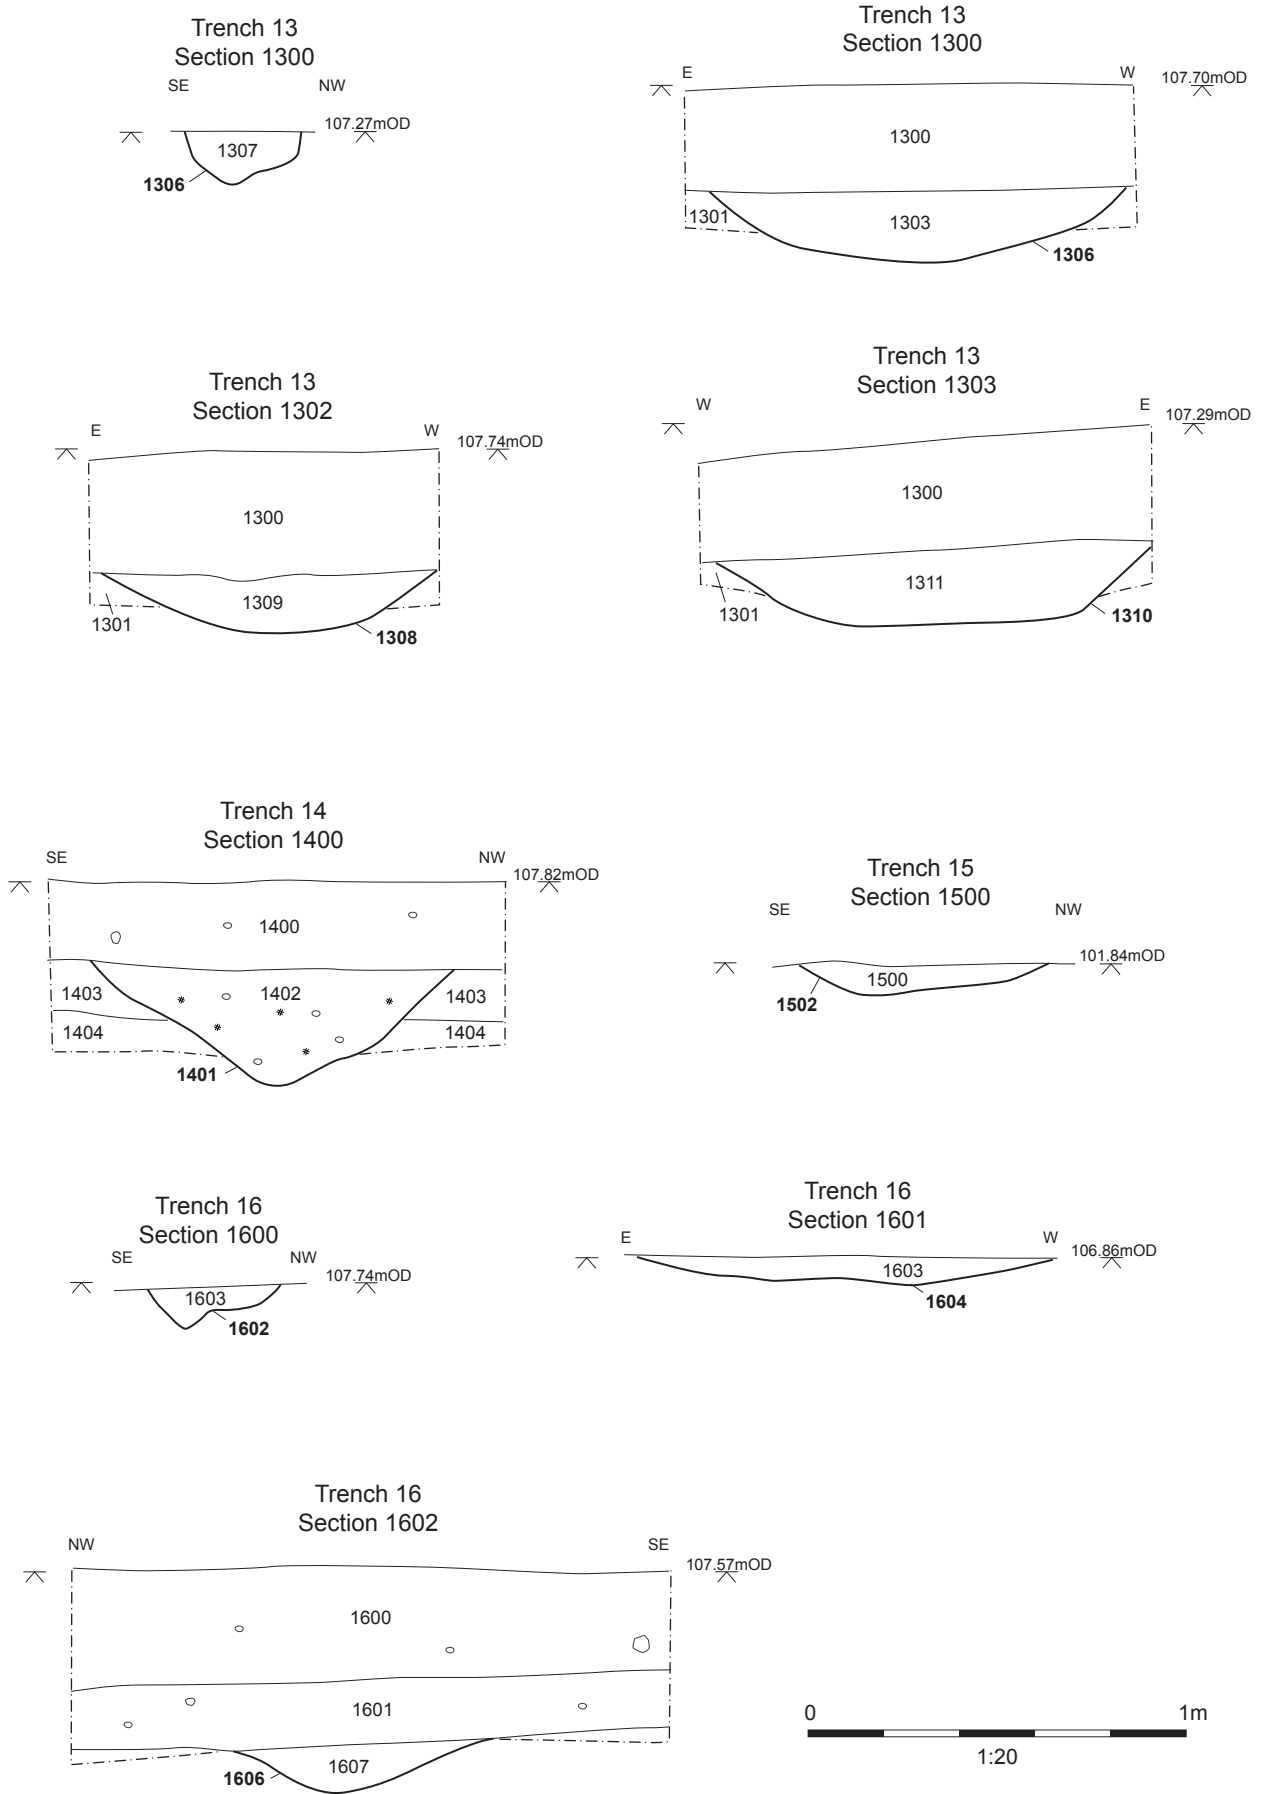 Trench 13
Section 1300
SE NW
107.27mOD
1307
1306
Trench 13
Section 1300
E W
107.70mOD
1300
1301 1303
1306
Trench 13
Section 1302
E W
107.74mOD
1300
1309
1301
1308
Trench 13
Section 1303
W E
107.29mOD
1300
1311
1301 1310
Trench 14
Section 1400
SE NW
107.82mOD
1400
1403 1402 1403
1404 1404
1401
Trench 15
Section 1500
SE NW
101.84mOD
1500
1502
Trench 16
Section 1600
SE NW
107.74mOD
1603
1602
Trench 16
Section 1601
E W
106.86mOD
1603
1604
Trench 16
Section 1602
NW SE
107.57mOD
1600
1601
1607
1606
0 1m
1:20